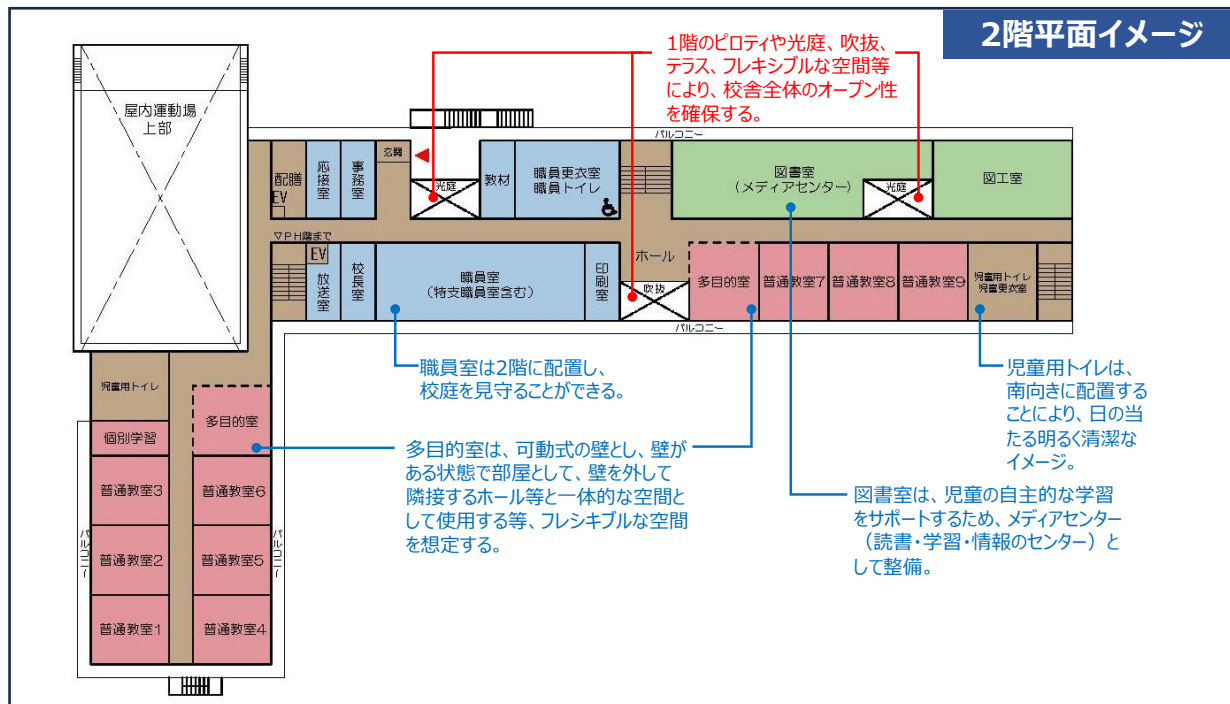 2階平面イメージ
1階のピロティや光庭、吹抜、
テラス、フレキシブルな空間等
により、校舎全体のオープン性
を確保する。
屋内運動場
上部
バルコニー
配膳
EV
応接室
事務室
玄関
光庭
教材
職員更衣室
職員トイレ
図書室
(メディアセンター)
光庭
図工室
▽PH階まで
EV
放送室
校長室
職員室
(特支職員室含む)
印刷室
ホール
吹抜
多目的室
普通教室7
普通教室8
普通教室9
児童用トイレ
児童更衣室
バルコニー
職員室は2階に配置し、
校庭を見守ることができる。
児童用トイレは、
南向きに配置する
ことにより、日の当
たる明るく清潔な
イメージ。
児童用トイレ
個別学習
多目的室
多目的室は、可動式の壁とし、壁が
ある状態で部屋として、壁を外して
隣接するホール等と一体的な空間と
して使用する等、フレシキブルな空間
を想定する。
図書室は、児童の自主的な学習
をサポートするため、メディアセンター
(読書・学習・情報のセンター)と
して整備。
普通教室3
普通教室6
バルコニー
普通教室2
普通教室5
バルコニー
普通教室1
普通教室4